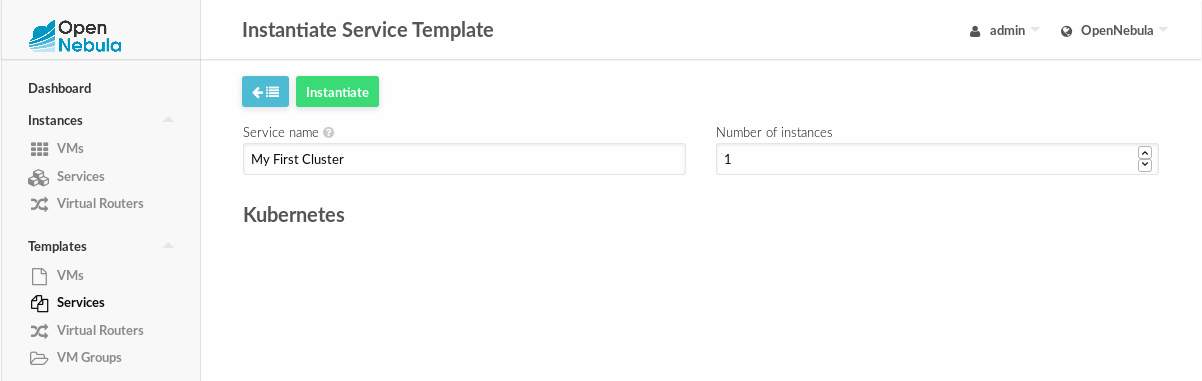 Open
Nebula
Instantiate Service Template
admin
OpenNebula
Dashboard
Instances
VMs
Services
Virtual Routers
Templates
VMs
Services
Virtual Routers
VM Groups
Instantiate
Service name ?
Number of instances
My First Cluster
1
Kubernetes